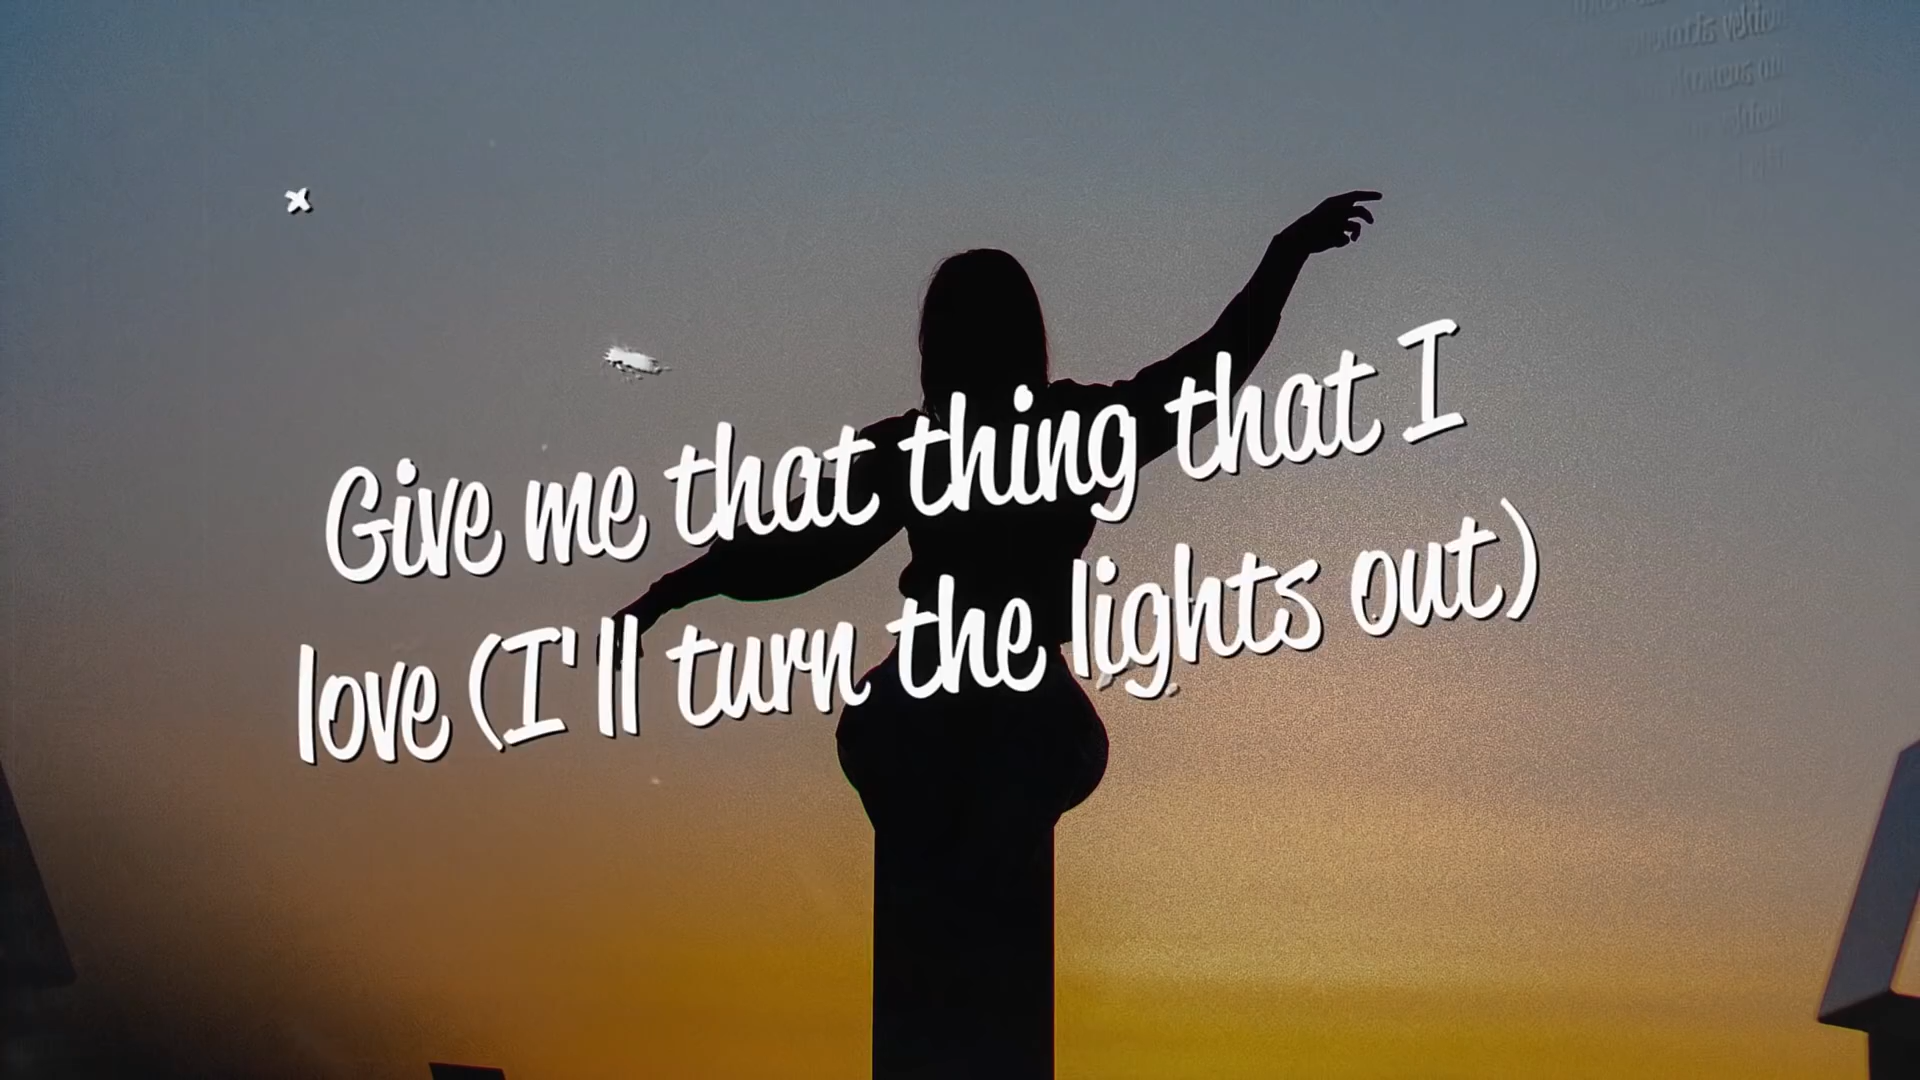 Give me that thing that I
love (I'll turn the lights out)